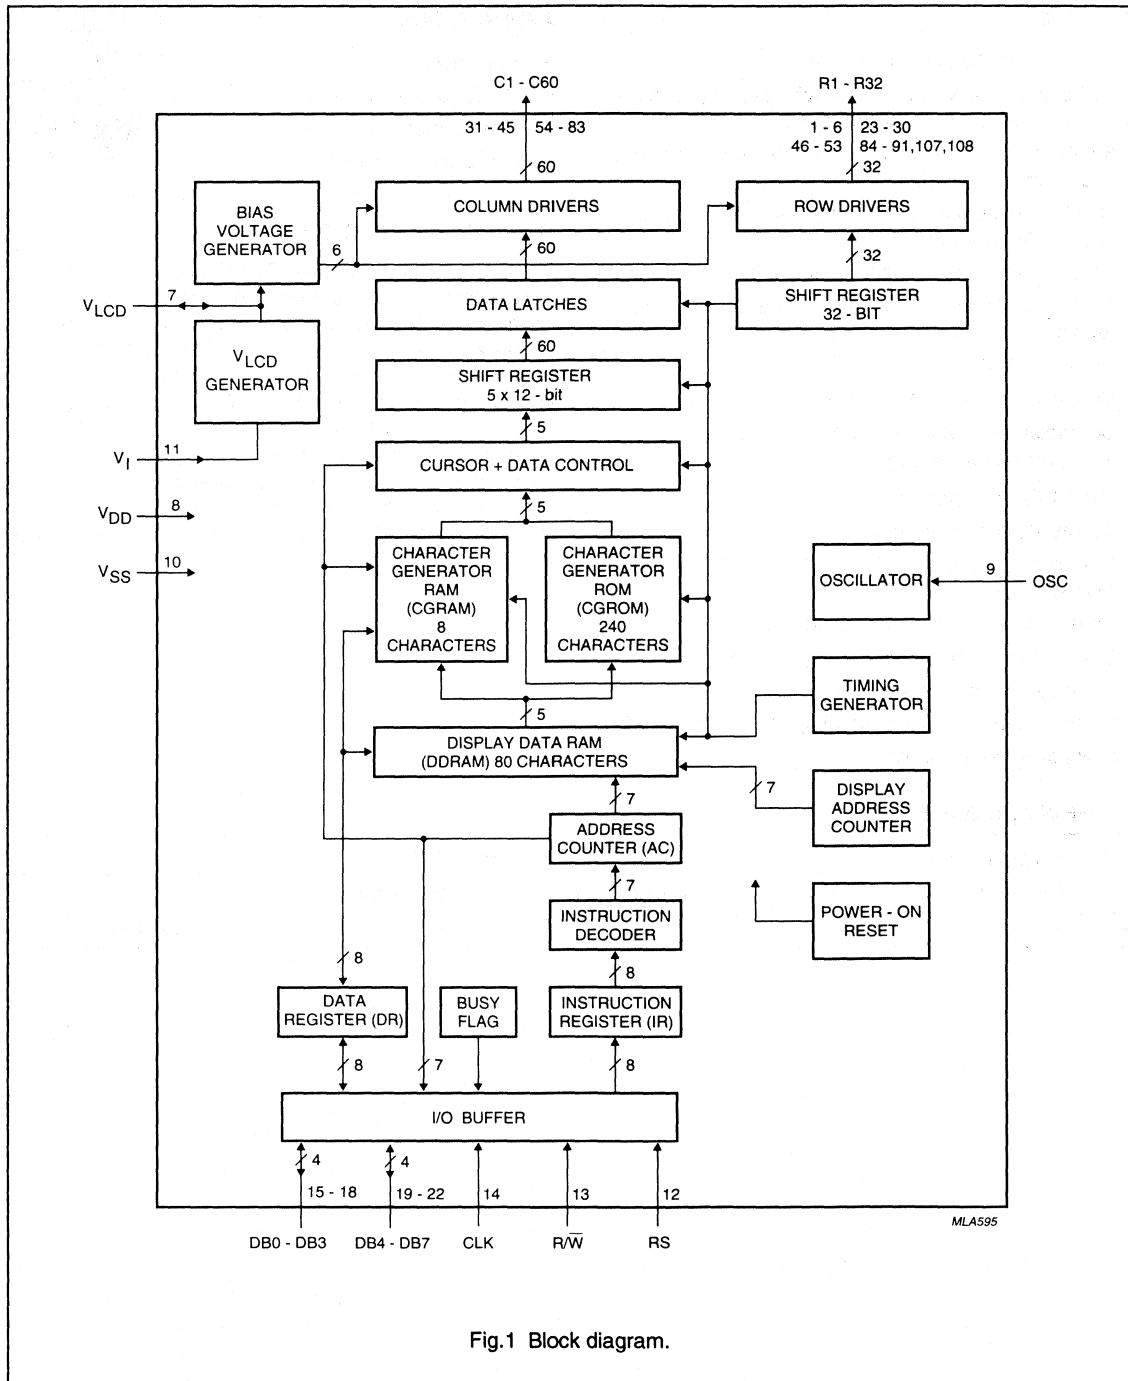 C1 - C60
R1 - R32
31 - 45 54 - 83
1 - 6 23 - 30
46 - 53 84 - 91,107,108
60
32
BIAS
VOLTAGE
GENERATOR
COLUMN DRIVERS
ROW DRIVERS
6
60
32
VLCD
7
DATA LATCHES
SHIFT REGISTER
32 - BIT
60
VLCD
GENERATOR
SHIFT REGISTER
5 x 12 - bit
5
VI
11
CURSOR + DATA CONTROL
VDD
8
5
VSS
10
CHARACTER
GENERATOR
RAM
(CGRAM)
8
CHARACTERS
CHARACTER
GENERATOR
ROM
(CGROM)
240
CHARACTERS
OSCILLATOR
9
OSC
TIMING
GENERATOR
5
DISPLAY DATA RAM
(DDRAM) 80 CHARACTERS
7
DISPLAY
ADDRESS
COUNTER
7
ADDRESS
COUNTER (AC)
7
INSTRUCTION
DECODER
POWER - ON
RESET
8
8
DATA
REGISTER (DR)
BUSY
FLAG
INSTRUCTION
REGISTER (IR)
8
7
8
I/O BUFFER
4
4
15 - 18
19 - 22
14
13
12
MLA595
DB0 - DB3
DB4 - DB7
CLK
R/W̅
RS
Fig.1 Block diagram.